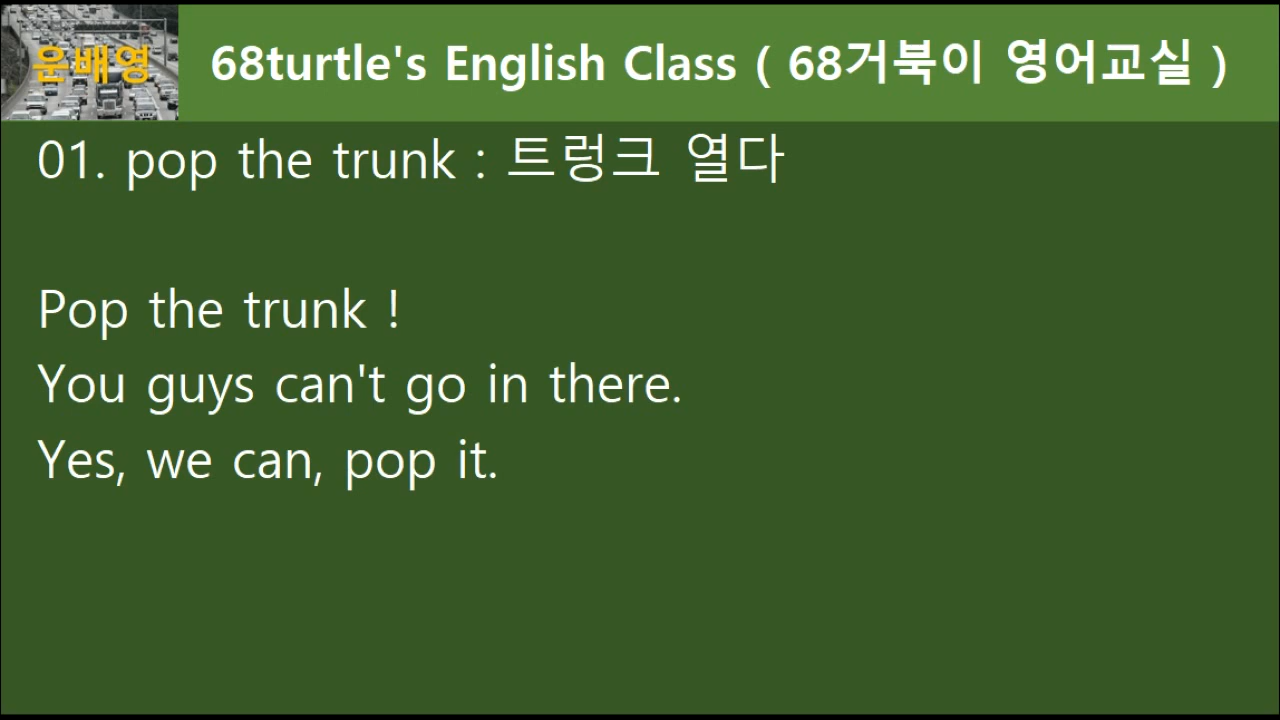 운배영
68turtle's English Class ( 68거북이 영어교실 )
01. pop the trunk : 트렁크 열다
Pop the trunk !
You guys can't go in there.
Yes, we can, pop it.